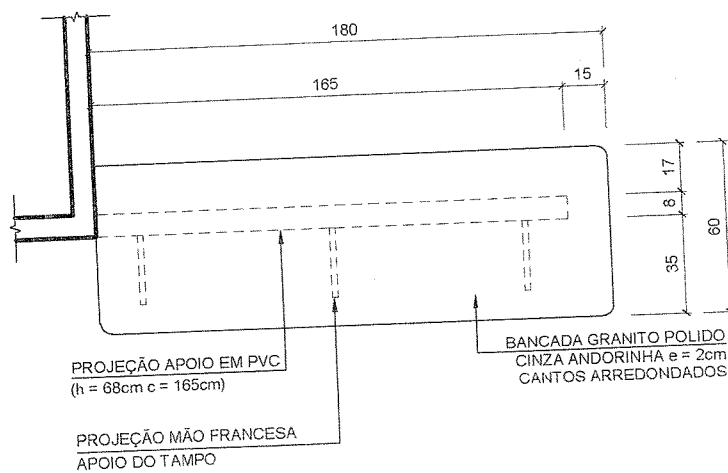 180
165
15
17
8
60
35
PROJEÇÃO APOIO EM PVC
(h = 68cm c = 165cm)
BANCADA GRANITO POLIDO
CINZA ANDORINHA e = 2cm
CANTOS ARREDONDADOS
PROJEÇÃO MÃO FRANCESA
APOIO DO TAMPO